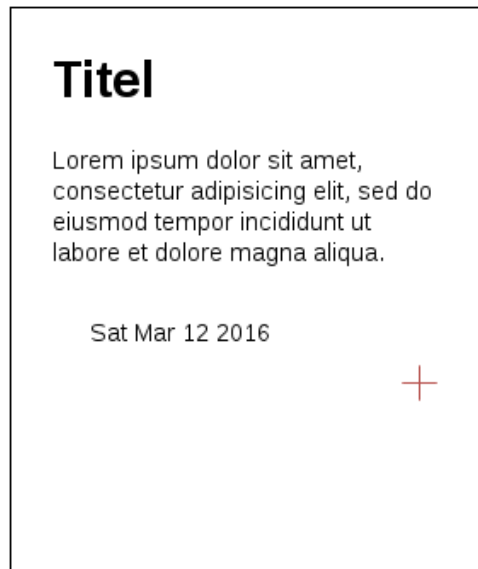 Titel
Lorem ipsum dolor sit amet,
consectetur adipisicing elit, sed do
eiusmod tempor incididunt ut
labore et dolore magna aliqua.
Sat Mar 12 2016